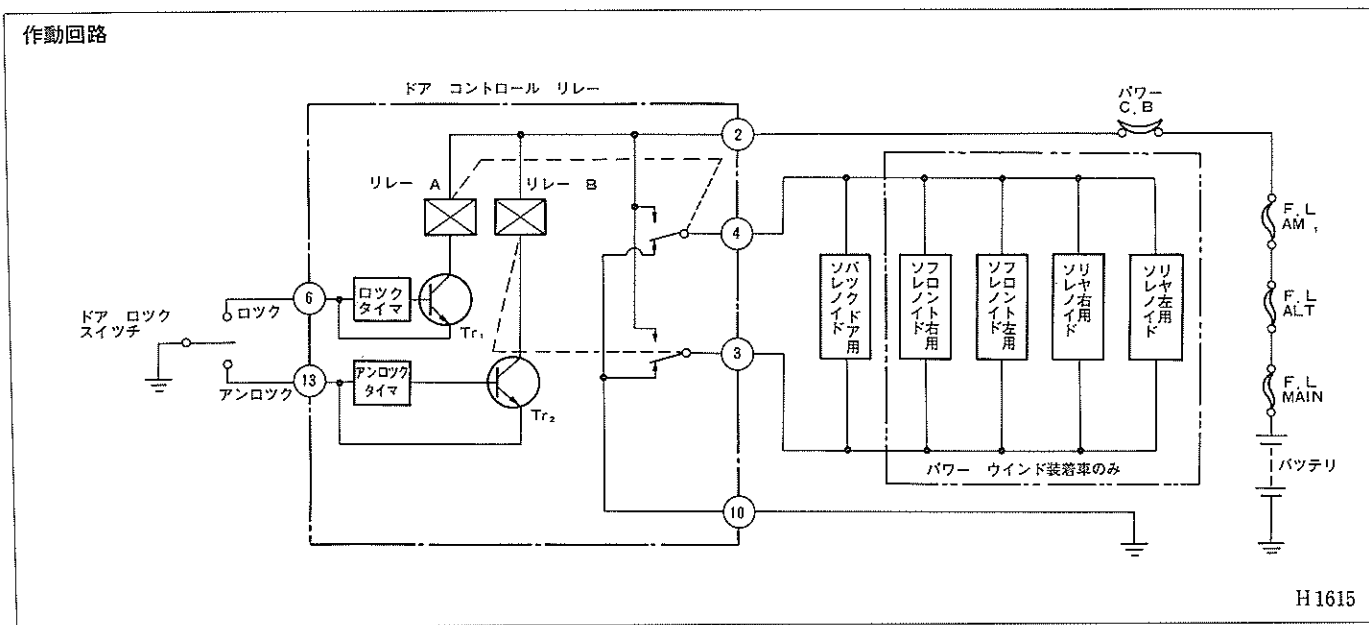 作動回路
ドア コントロール リレー
パワー
C.B
2
リレー A
リレー B
4
F.L
AM₁
バックドア用
ソレノイド
フロント右用
ソレノイド
フロント左用
ソレノイド
リヤ右用
ソレノイド
リヤ左用
ソレノイド
6
ロック
タイマ
ロック
ドア ロック
スイッチ
Tr₁
F.L
ALT
3
13
アンロック
タイマ
アンロック
Tr₂
F.L
MAIN
パワー ウインド装着車のみ
バッテリ
10
H1615